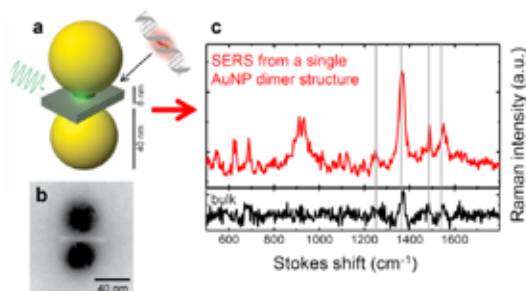 a
6 nm
40 nm
b
40 nm
c
SERS from a single
AuNP dimer structure
bulk
600
800
1000
1200
1400
1600
Stokes shift (cm⁻¹)
Raman intensity (a.u.)